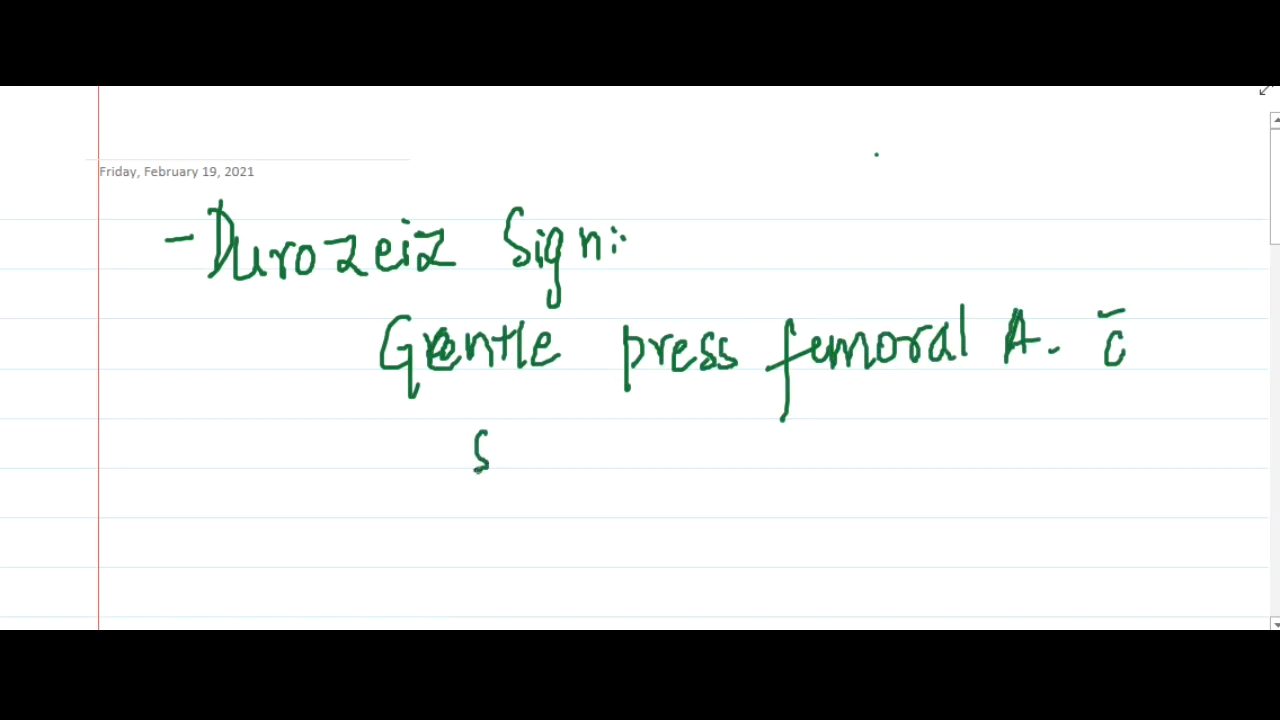 Friday, February 19, 2021
- Durozeiz Sign:
Gentle press femoral A. c̄
S